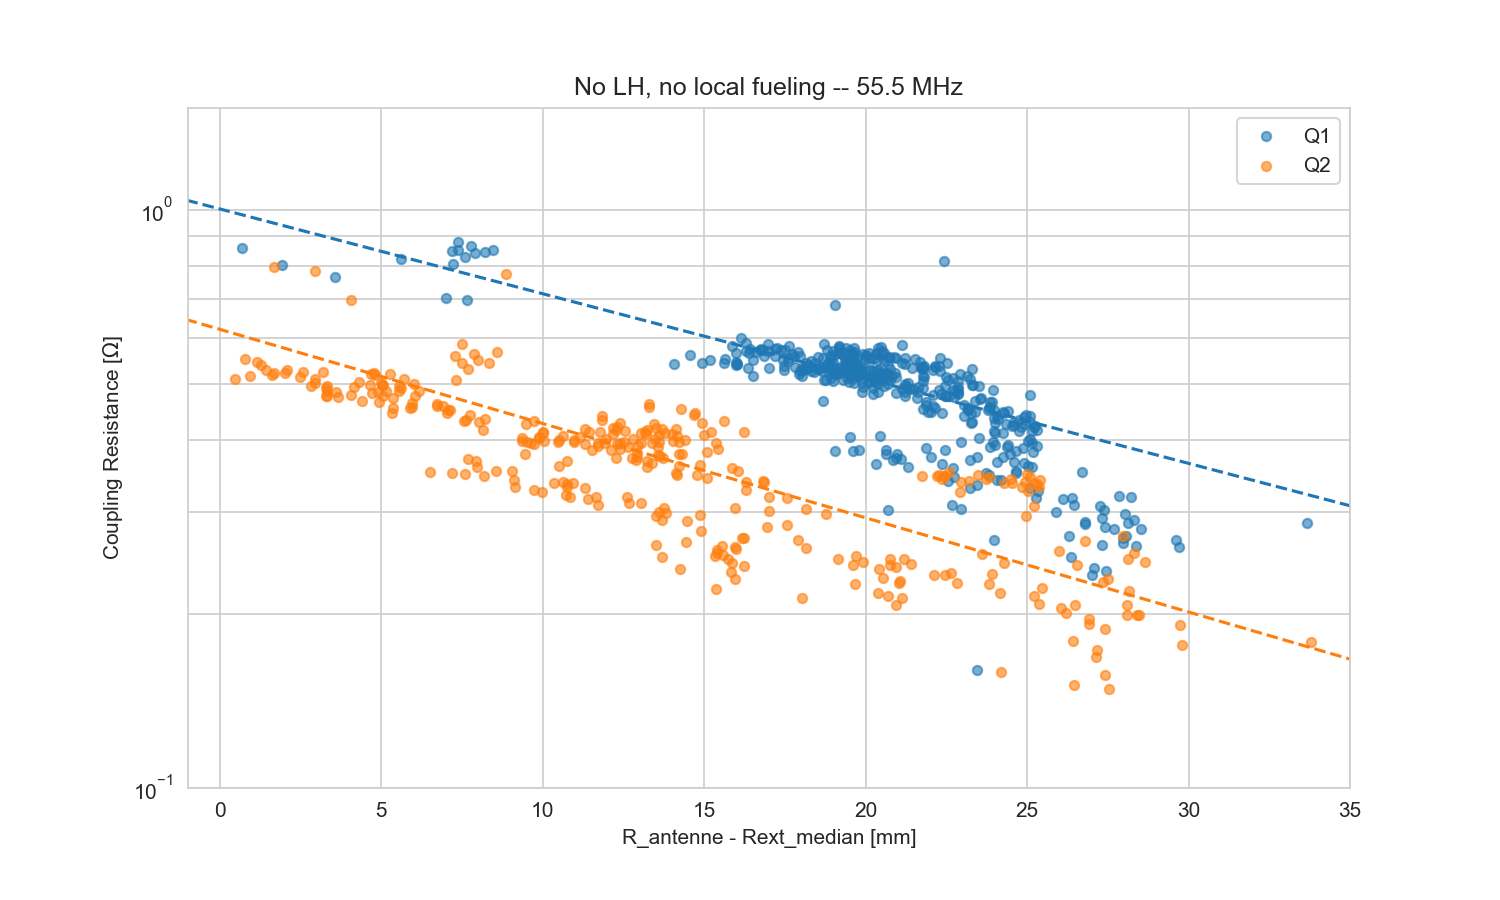 No LH, no local fueling -- 55.5 MHz
Q1
Q2
10⁰
10⁻¹
Coupling Resistance [Ω]
0 5 10 15 20 25 30 35
R_antenne - Rext_median [mm]